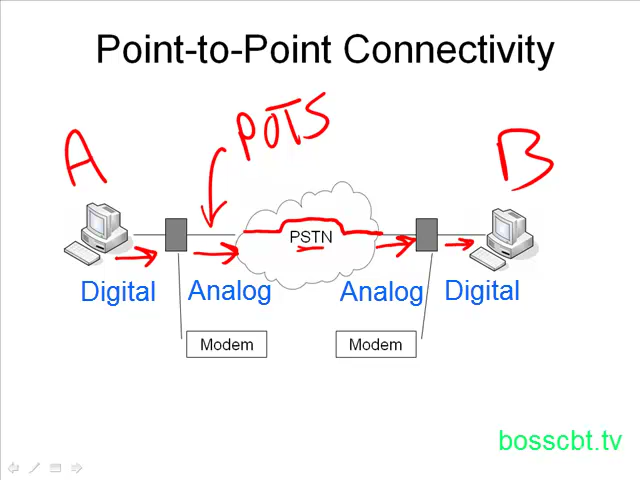 Point-to-Point Connectivity
POTS
A
B
PSTN
Digital
Analog
Analog
Digital
Modem
Modem
bosscbt.tv